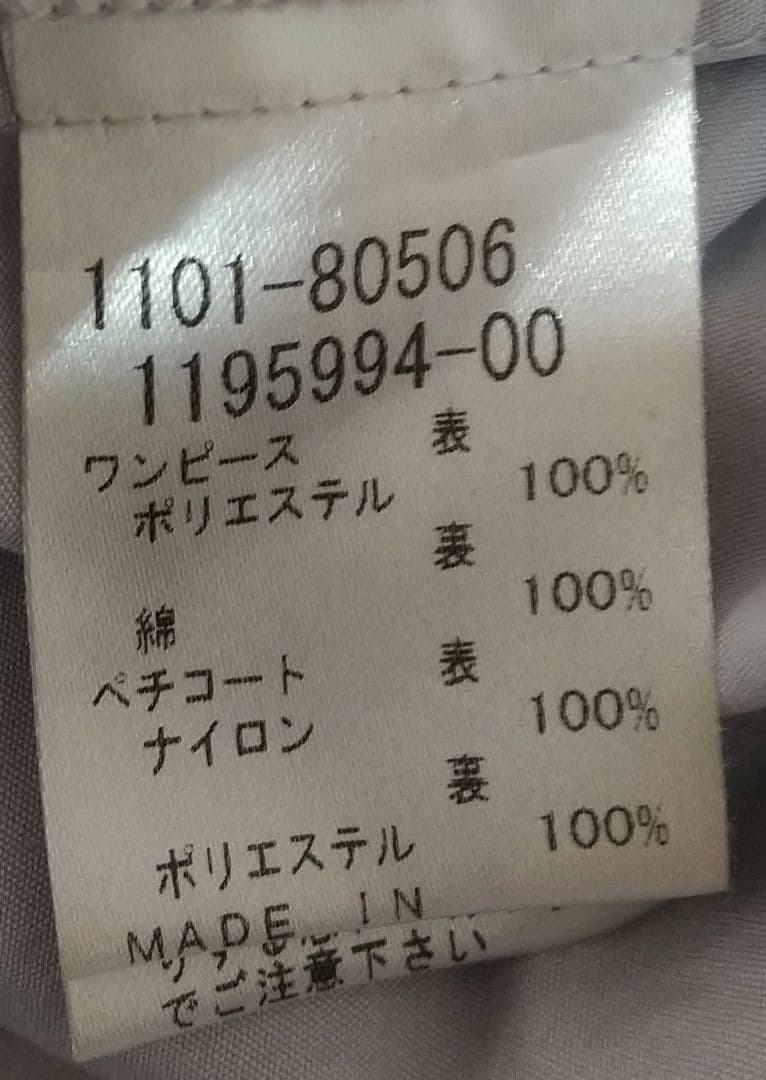 1101-80506
1195994-00
ワンピース 表
ポリエステル 100%
裏
綿 100%
ペチコート 表
ナイロン 100%
裏
ポリエステル 100%
MADE IN
でご注意下さい